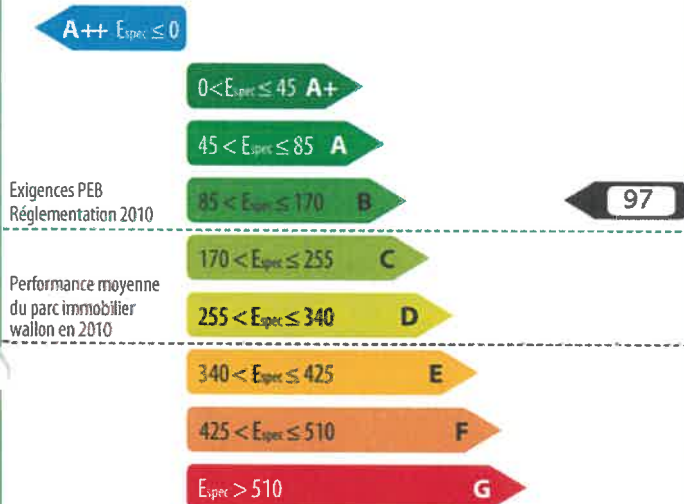 A++ Espec ≤ 0
0 < Espec ≤ 45 A+
45 < Espec ≤ 85 A
Exigences PEB
Réglementation 2010
85 < Espec ≤ 170 B
97
170 < Espec ≤ 255 C
Performance moyenne
du parc immobilier
wallon en 2010
255 < Espec ≤ 340 D
340 < Espec ≤ 425 E
425 < Espec ≤ 510 F
Espec > 510 G